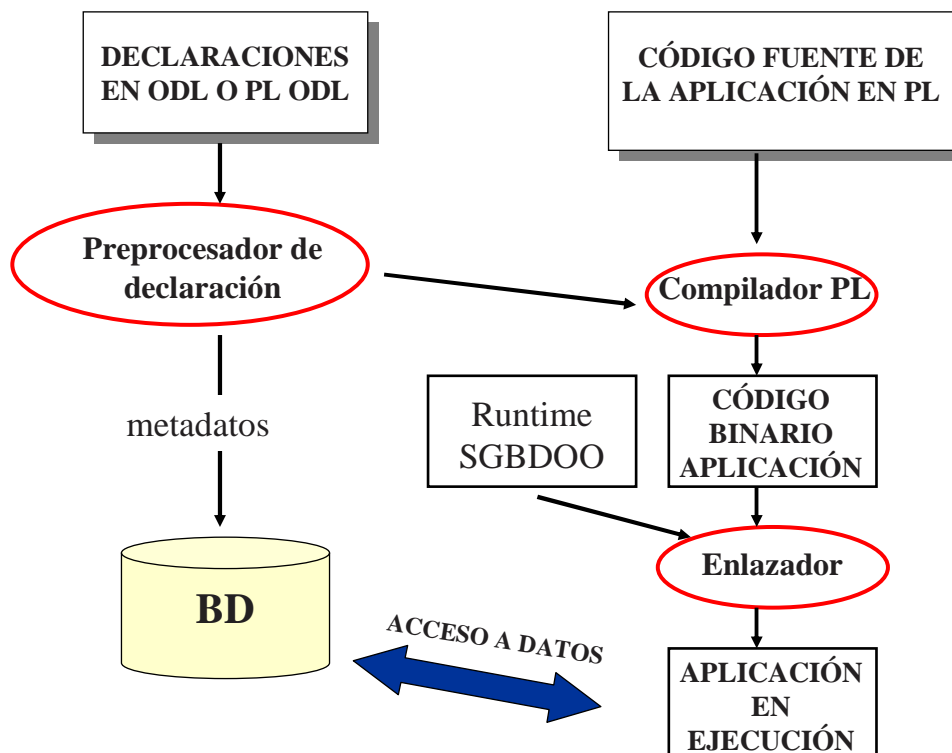 DECLARACIONES
EN ODL O PL ODL
CÓDIGO FUENTE DE
LA APLICACIÓN EN PL
Preprocesador de
declaración
Compilador PL
metadatos
Runtime
SGBDOO
CÓDIGO
BINARIO
APLICACIÓN
Enlazador
BD
ACCESO A DATOS
APLICACIÓN
EN
EJECUCIÓN